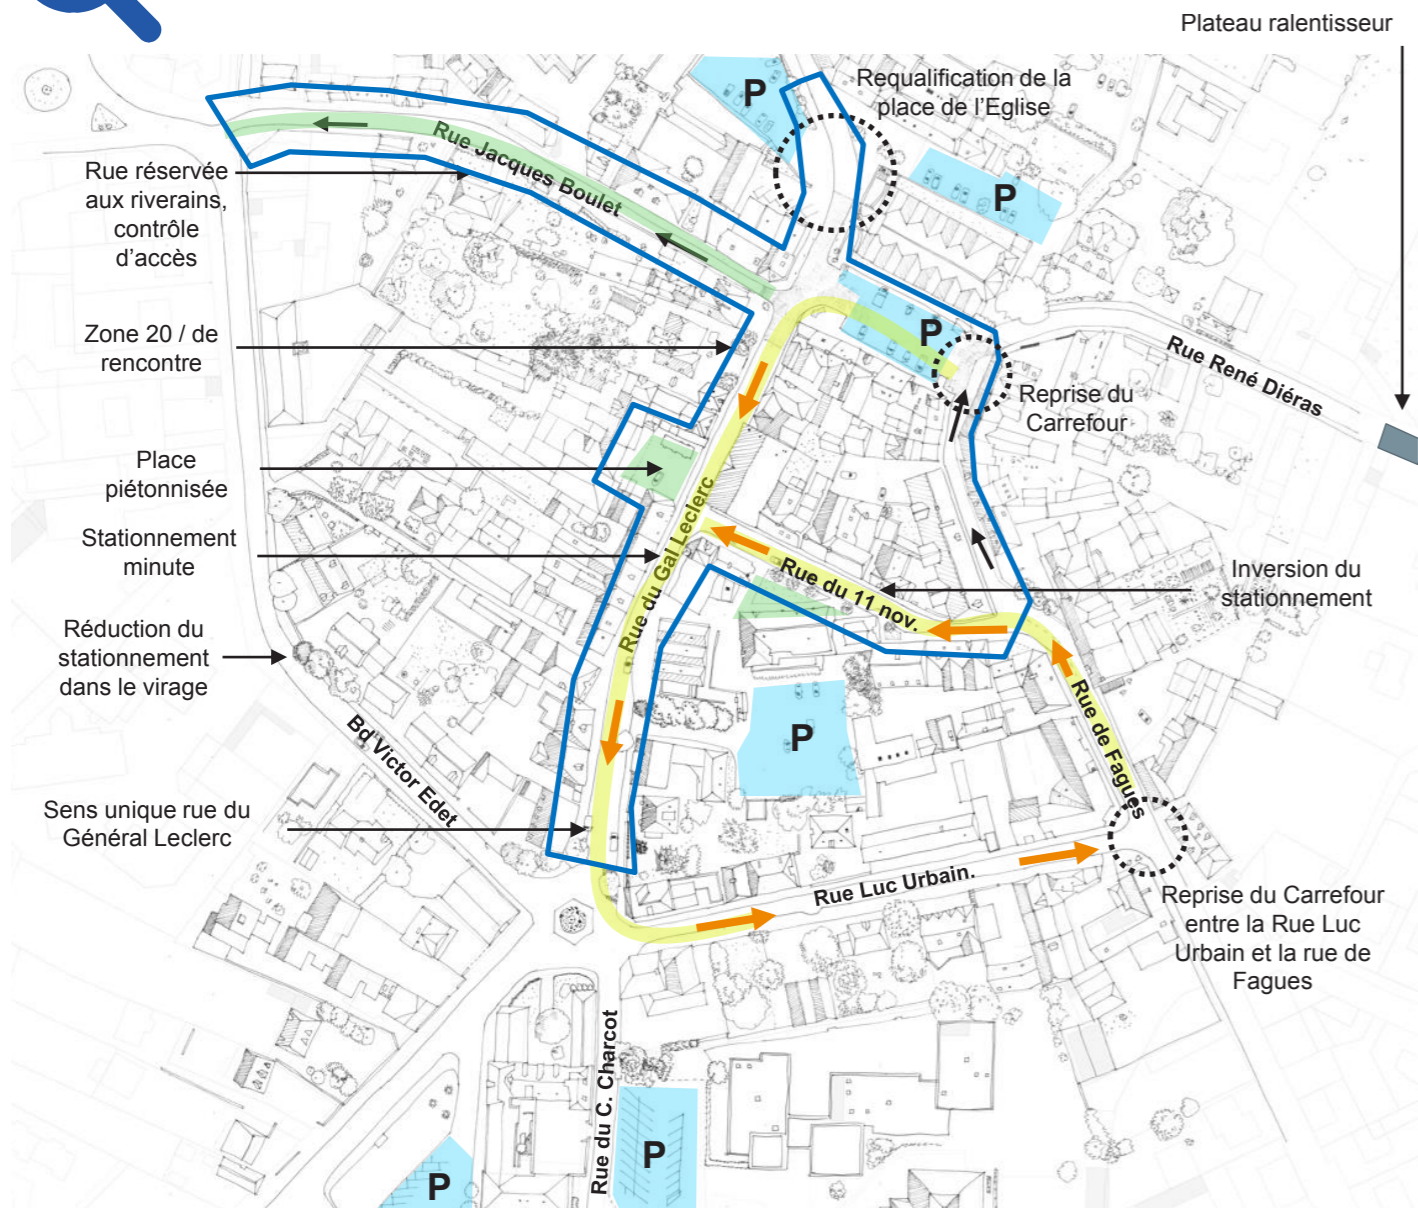 Plateau ralentisseur
P
Requalification de la
place de l'Eglise
Rue Jacques Boulet
Rue réservée
aux riverains,
contrôle
d'accès
P
Zone 20 / de
rencontre
P
Rue René Diéras
Reprise du
Carrefour
Place
piétonnisée
Stationnement
minute
Rue du Gal Leclerc
Rue du 11 nov.
Inversion du
stationnement
Réduction du
stationnement
dans le virage
Rue de Fagues
P
Bd Victor Edet
Sens unique rue du
Général Leclerc
Rue Luc Urbain.
Reprise du Carrefour
entre la Rue Luc
Urbain et la rue de
Fagues
Rue du C. Charcot
P
P